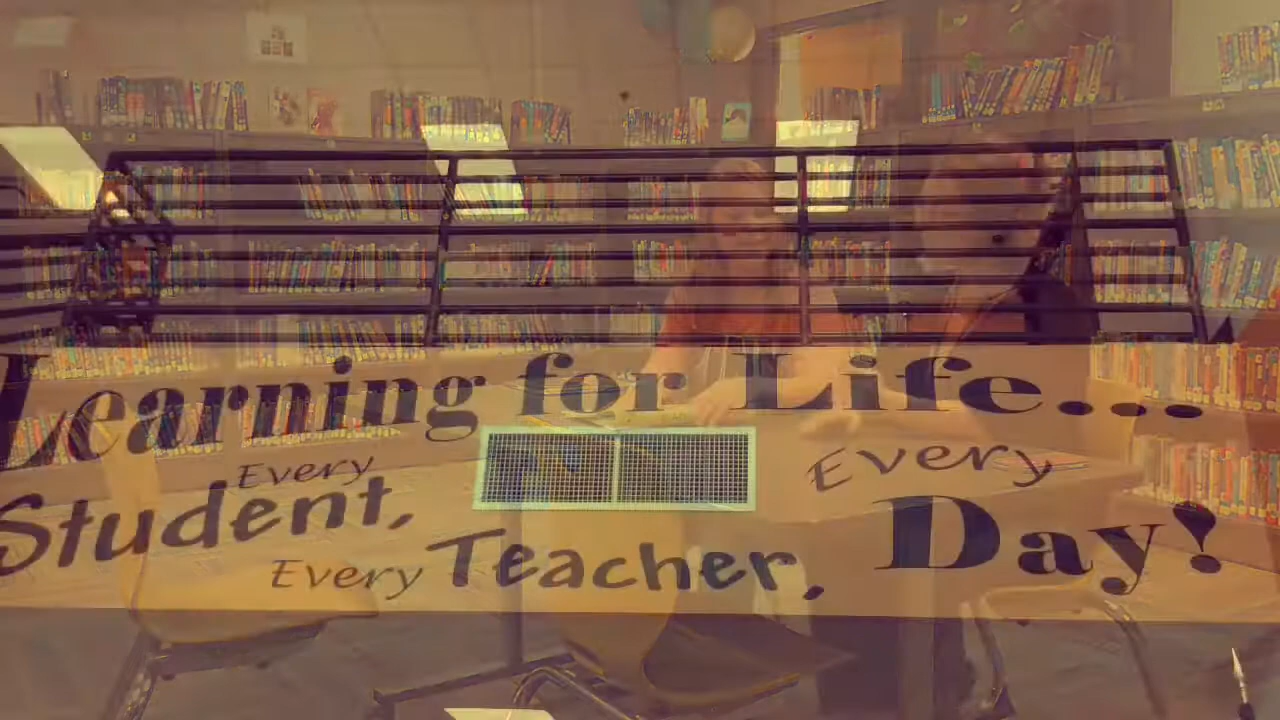 Learning for Life...
Every
Student,
Every Teacher,
Every
Day!